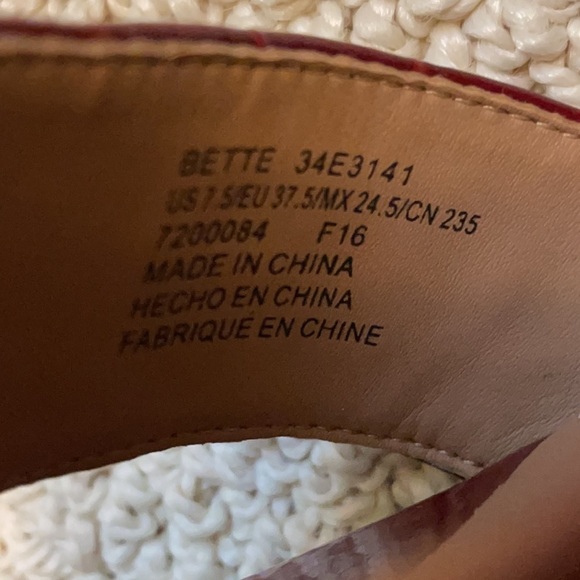 BETTE 34E3141
US 7.5/EU 37.5/MX 24.5/CN 235
7200084 F16
MADE IN CHINA
HECHO EN CHINA
FABRIQUE EN CHINE